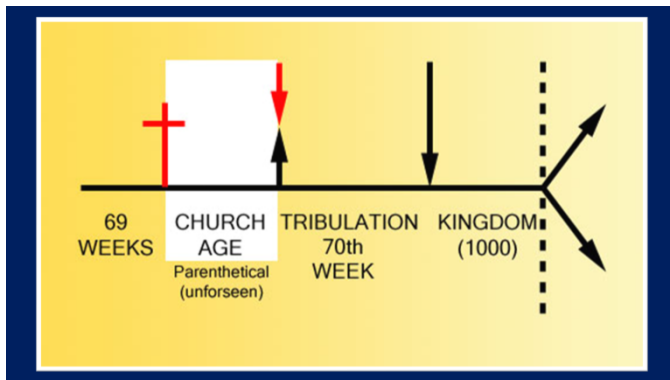 69
WEEKS
CHURCH
AGE
Parenthetical
(unforseen)
TRIBULATION
70th
WEEK
KINGDOM
(1000)